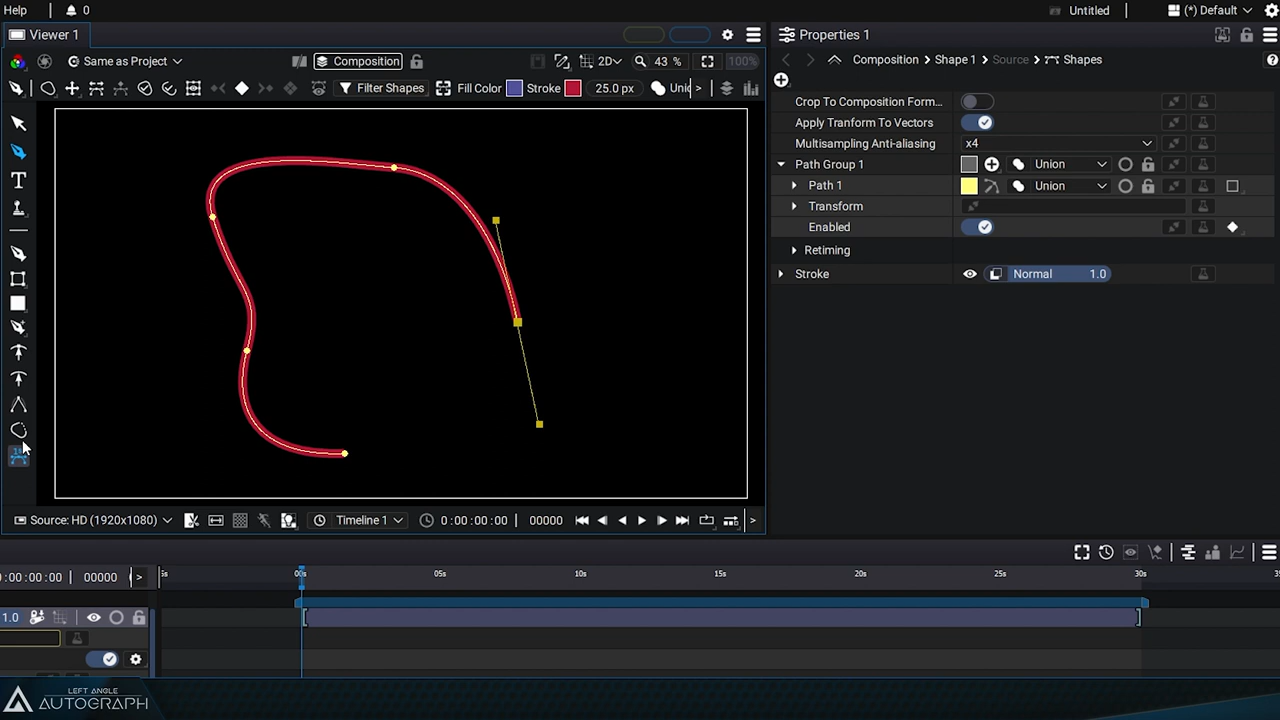 Help 0 Untitled (*) Default
Viewer 1 Properties 1
Same as Project Composition 2D 43 % 100% Composition Shape 1 Source Shapes ?
Filter Shapes Fill Color Stroke 25.0 px >
Crop To Composition Form...
Apply Tranform To Vectors
Multisampling Anti-aliasing x4
Path Group 1 Union
Path 1 Union
T Transform
Enabled
Retiming
Stroke Normal 1.0
Source: HD (1920x1080) Timeline 1 0:00:00:00 00000 >
:00:00:00 00000 >
05s 10s 15s 20s 25s 30s
1.0
LEFT ANGLE
AUTOGRAPH